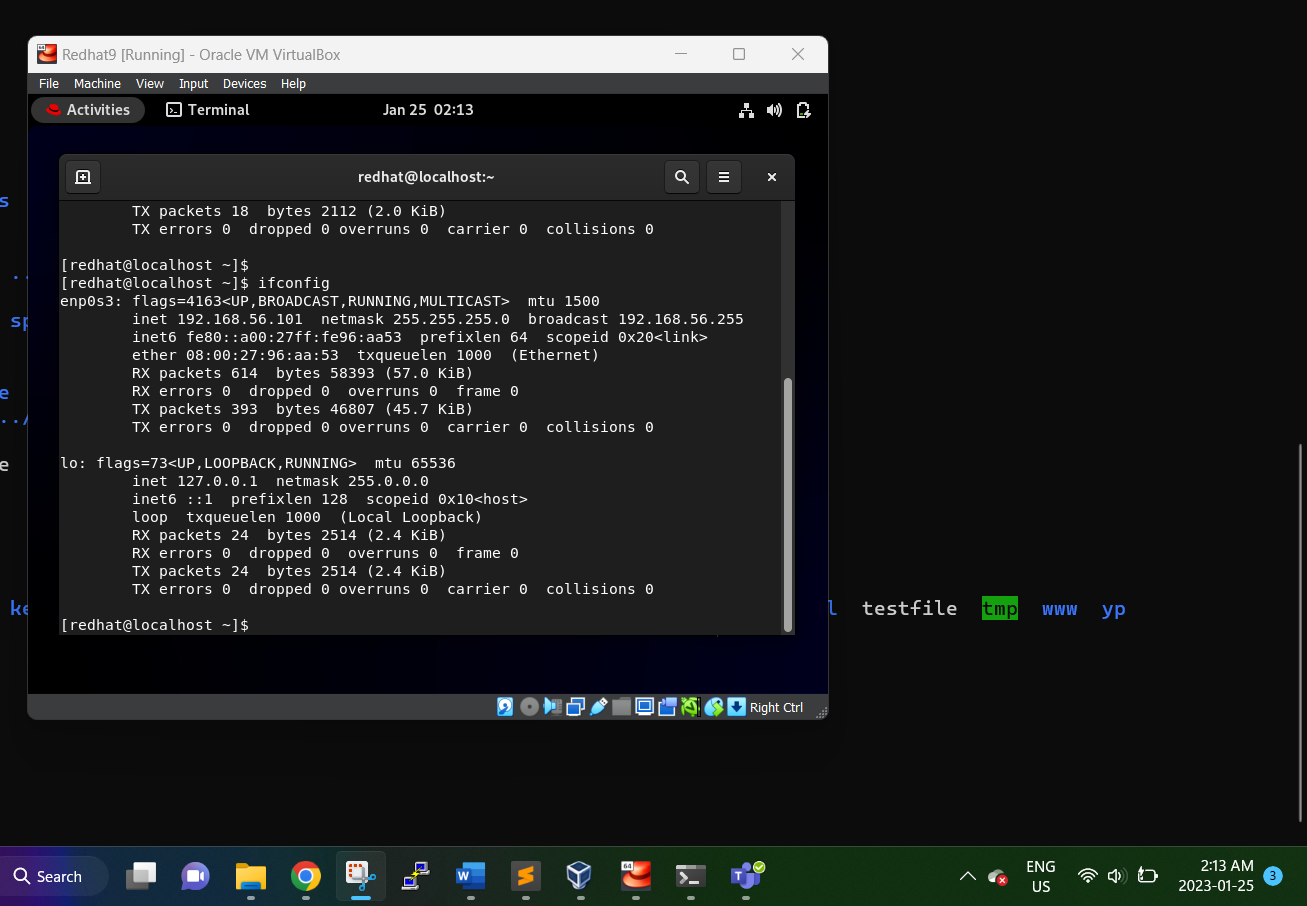 Redhat9 [Running] - Oracle VM VirtualBox
File Machine View Input Devices Help
Activities Terminal Jan 25 02:13
redhat@localhost:~
TX packets 18 bytes 2112 (2.0 KiB)
TX errors 0 dropped 0 overruns 0 carrier 0 collisions 0
[redhat@localhost ~]$
[redhat@localhost ~]$ ifconfig
enp0s3: flags=4163<UP,BROADCAST,RUNNING,MULTICAST> mtu 1500
inet 192.168.56.101 netmask 255.255.255.0 broadcast 192.168.56.255
inet6 fe80::a00:27ff:fe96:aa53 prefixlen 64 scopeid 0x20<link>
ether 08:00:27:96:aa:53 txqueuelen 1000 (Ethernet)
RX packets 614 bytes 58393 (57.0 KiB)
RX errors 0 dropped 0 overruns 0 frame 0
TX packets 393 bytes 46807 (45.7 KiB)
TX errors 0 dropped 0 overruns 0 carrier 0 collisions 0
lo: flags=73<UP,LOOPBACK,RUNNING> mtu 65536
inet 127.0.0.1 netmask 255.0.0.0
inet6 ::1 prefixlen 128 scopeid 0x10<host>
loop txqueuelen 1000 (Local Loopback)
RX packets 24 bytes 2514 (2.4 KiB)
RX errors 0 dropped 0 overruns 0 frame 0
TX packets 24 bytes 2514 (2.4 KiB)
TX errors 0 dropped 0 overruns 0 carrier 0 collisions 0
[redhat@localhost ~]$
Right Ctrl
s
..
sp
e
../
e
ke l testfile tmp www yp
Search
ENG
US
2:13 AM
2023-01-25
3
64